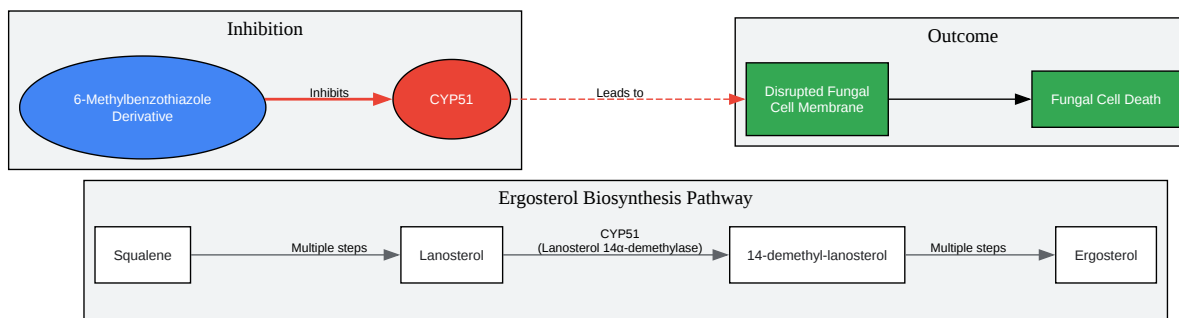 Inhibition
6-Methylbenzothiazole
Derivative
Inhibits
CYP51
Leads to
Outcome
Disrupted Fungal
Cell Membrane
Fungal Cell Death
Ergosterol Biosynthesis Pathway
Squalene
Multiple steps
Lanosterol
CYP51
(Lanosterol 14α-demethylase)
14-demethyl-lanosterol
Multiple steps
Ergosterol